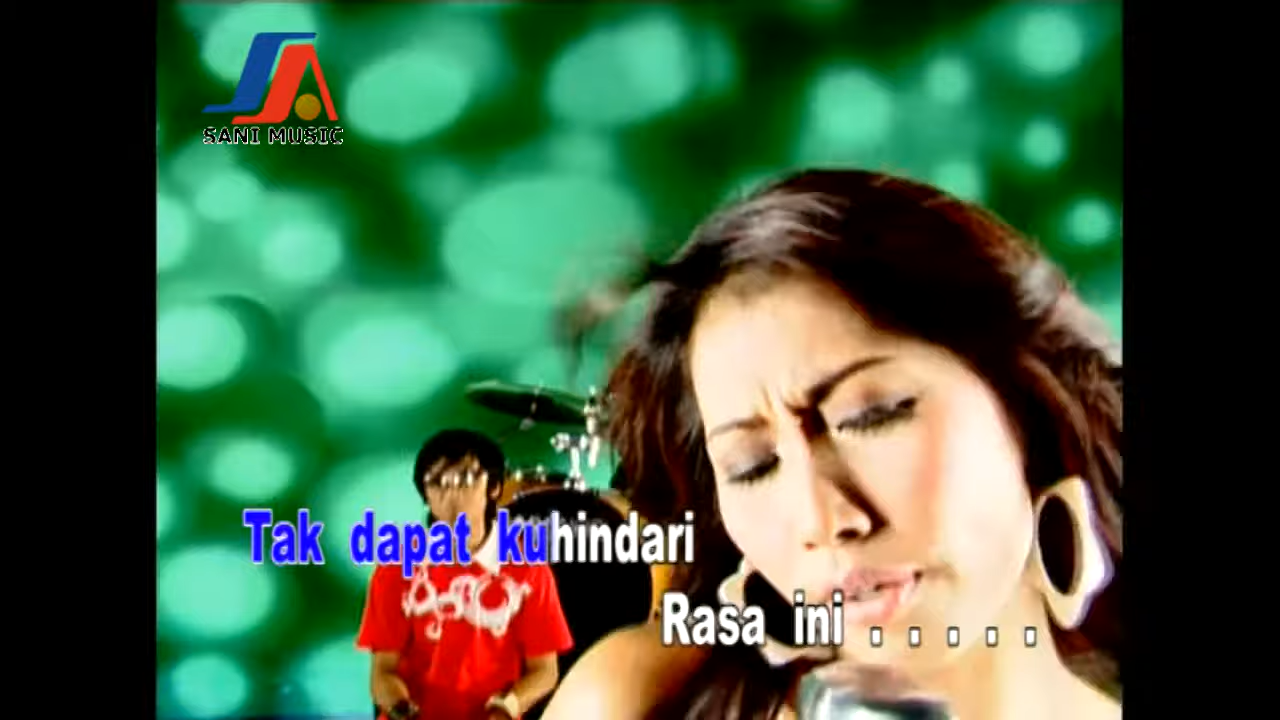 SANI MUSIC
Tak dapat kuhindari
Rasa ini . . . . .